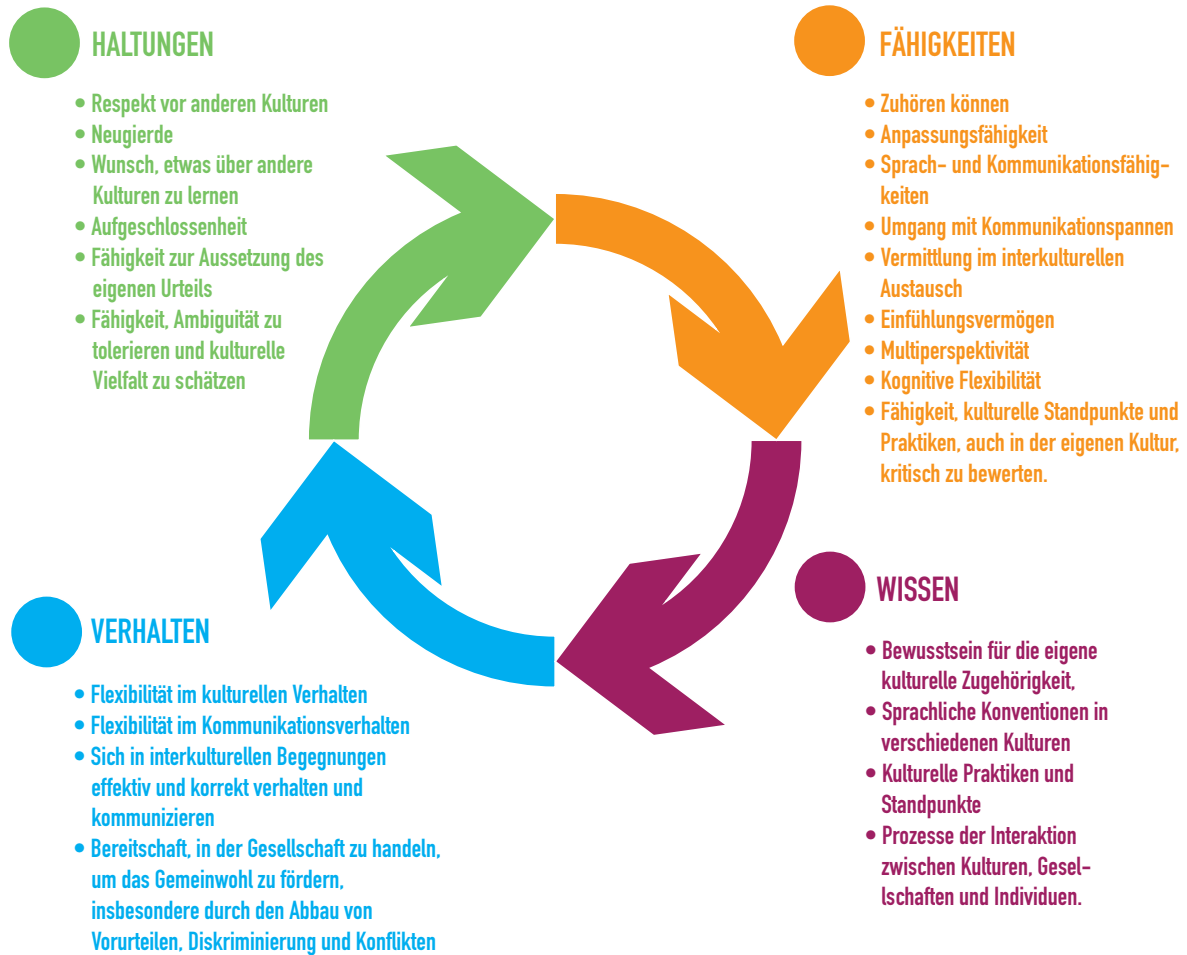 HALTUNGEN
• Respekt vor anderen Kulturen
• Neugierde
• Wunsch, etwas über andere
Kulturen zu lernen
• Aufgeschlossenheit
• Fähigkeit zur Aussetzung des
eigenen Urteils
• Fähigkeit, Ambiguität zu
tolerieren und kulturelle
Vielfalt zu schätzen
FÄHIGKEITEN
• Zuhören können
• Anpassungsfähigkeit
• Sprach- und Kommunikationsfähig-
keiten
• Umgang mit Kommunikationspannen
• Vermittlung im interkulturellen
Austausch
• Einfühlungsvermögen
• Multiperspektivität
• Kognitive Flexibilität
• Fähigkeit, kulturelle Standpunkte und
Praktiken, auch in der eigenen Kultur,
kritisch zu bewerten.
WISSEN
• Bewusstsein für die eigene
kulturelle Zugehörigkeit,
• Sprachliche Konventionen in
verschiedenen Kulturen
• Kulturelle Praktiken und
Standpunkte
• Prozesse der Interaktion
zwischen Kulturen, Gesel-
lschaften und Individuen.
VERHALTEN
• Flexibilität im kulturellen Verhalten
• Flexibilität im Kommunikationsverhalten
• Sich in interkulturellen Begegnungen
effektiv und korrekt verhalten und
kommunizieren
• Bereitschaft, in der Gesellschaft zu handeln,
um das Gemeinwohl zu fördern,
insbesondere durch den Abbau von
Vorurteilen, Diskriminierung und Konflikten